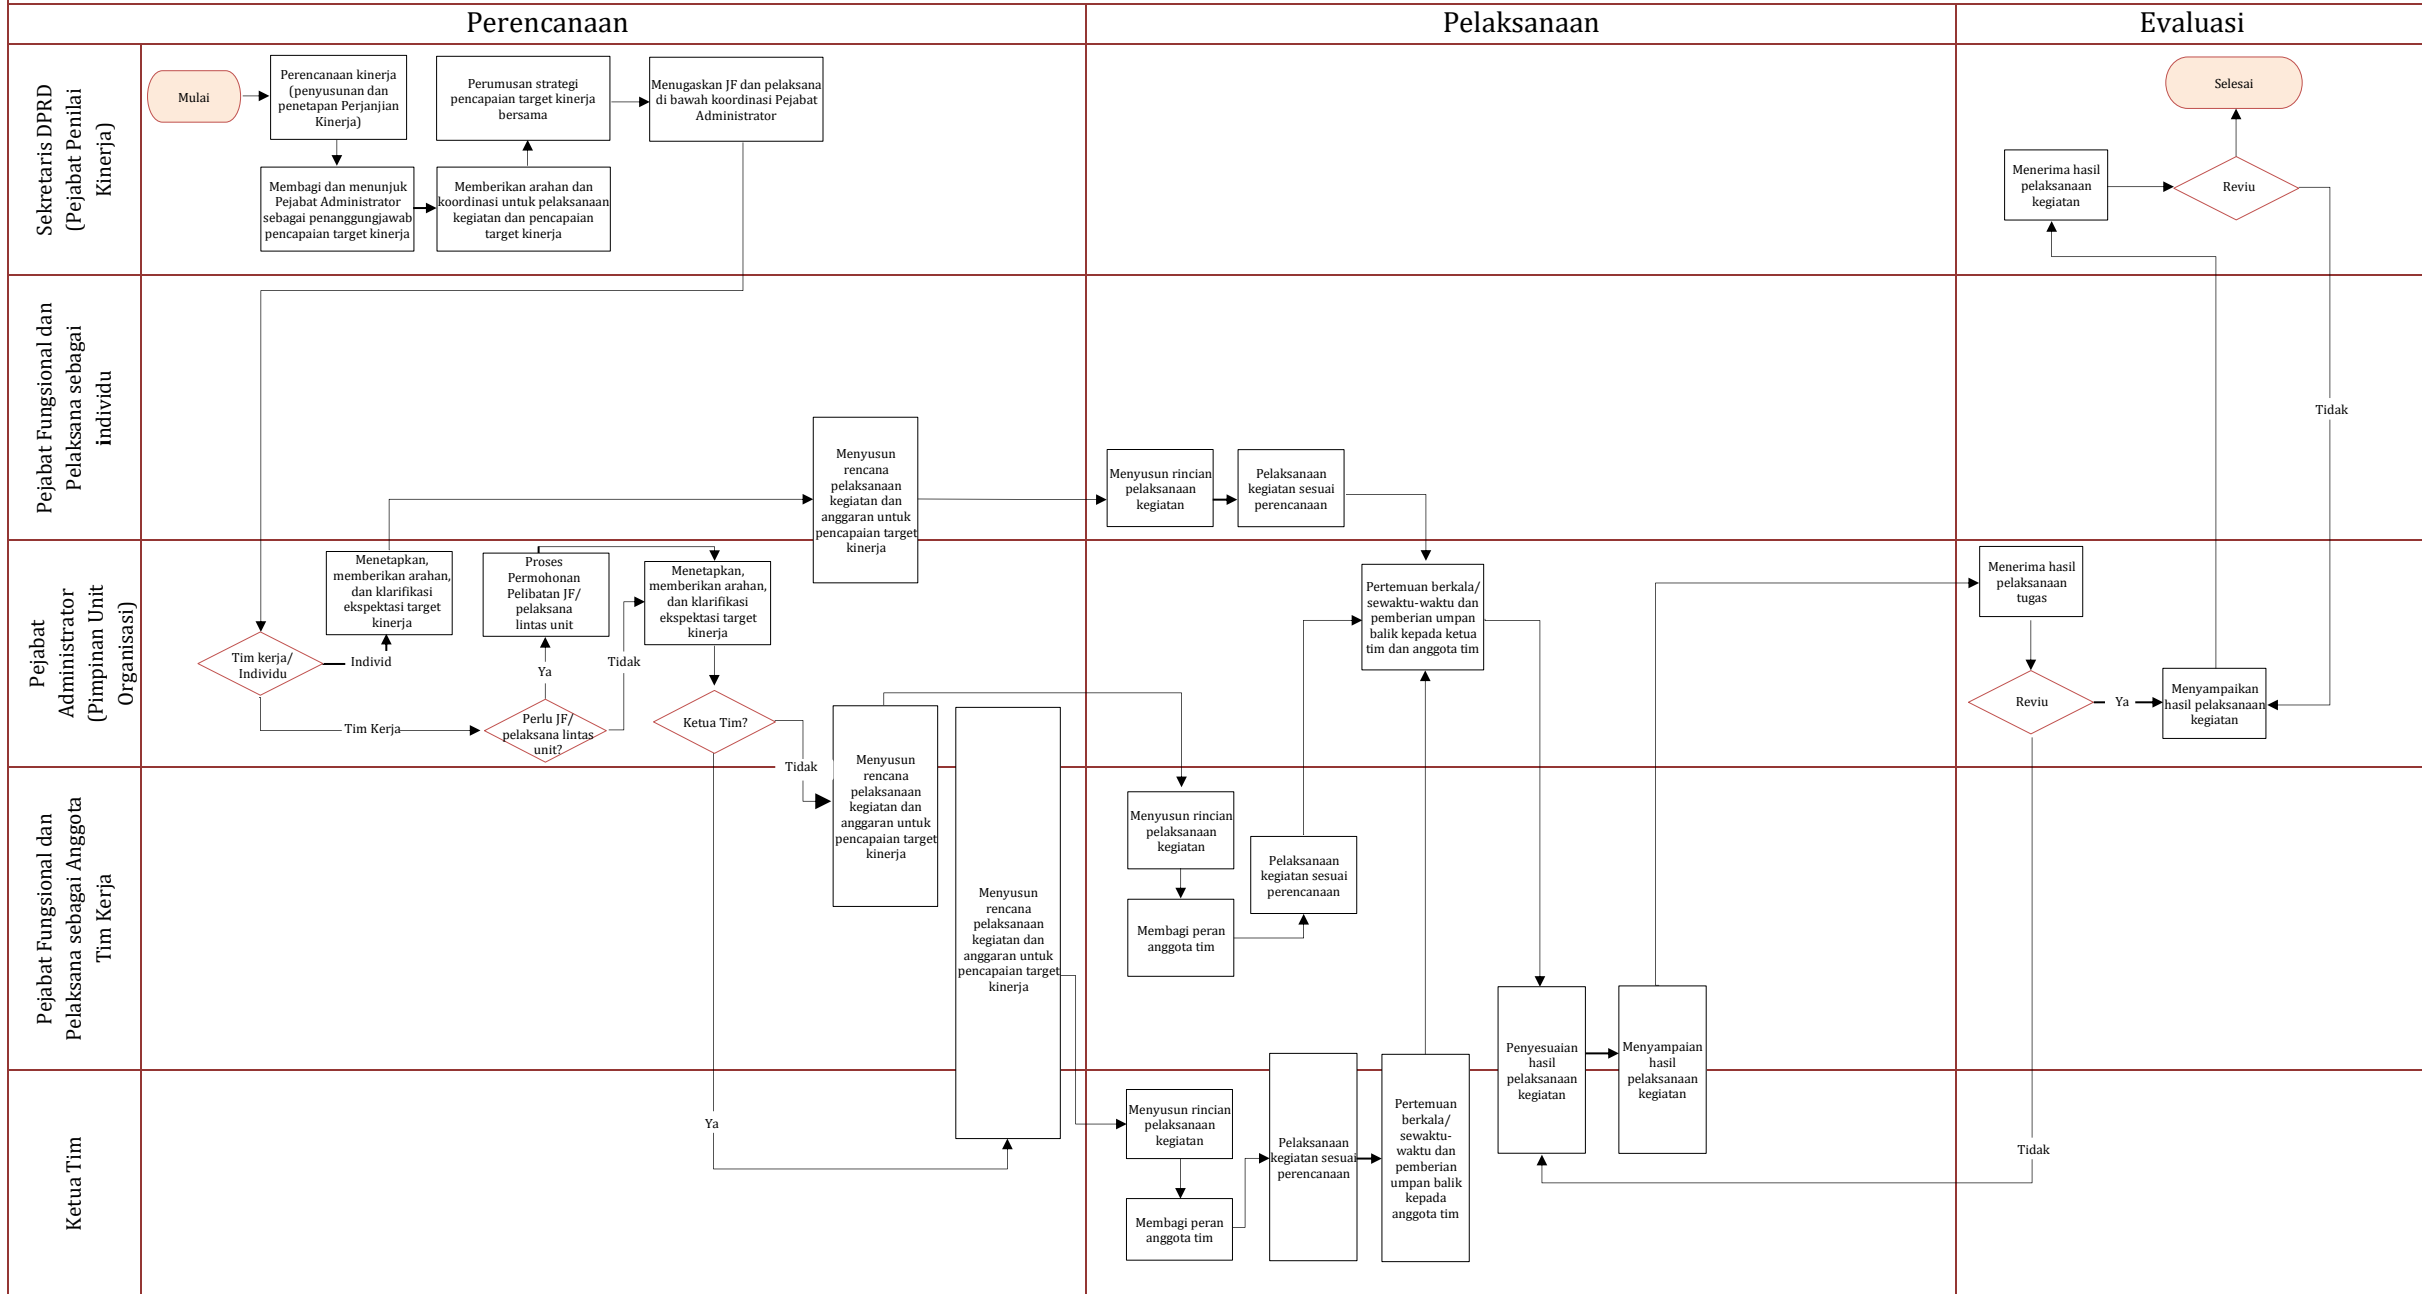 Perencanaan
Pelaksanaan
Evaluasi
Sekretaris DPRD
(Pejabat Penilai
Kinerja)
Mulai
Perencanaan kinerja
(penyusunan dan
penetapan Perjanjian
Kinerja)
Perumusan strategi
pencapaian target kinerja
bersama
Menugaskan JF dan pelaksana
di bawah koordinasi Pejabat
Administrator
Membagi dan menunjuk
Pejabat Administrator
sebagai penanggungjawab
pencapaian target kinerja
Memberikan arahan dan
koordinasi untuk pelaksanaan
kegiatan dan pencapaian
target kinerja
Selesai
Menerima hasil
pelaksanaan
kegiatan
Reviu
Tidak
Pejabat Fungsional dan
Pelaksana sebagai
individu
Menyusun
rencana
pelaksanaan
kegiatan dan
anggaran untuk
pencapaian target
kinerja
Menyusun rincian
pelaksanaan
kegiatan
Pelaksanaan
kegiatan sesuai
perencanaan
Pejabat
Administrator
(Pimpinan Unit
Organisasi)
Tim kerja/
Individu
Individ
Tim Kerja
Menetapkan,
memberikan arahan,
dan klarifikasi
ekspektasi target
kinerja
Proses
Permohonan
Pelibatan JF/
pelaksana
lintas unit
Ya
Tidak
Perlu JF/
pelaksana lintas
unit?
Menetapkan,
memberikan arahan,
dan klarifikasi
ekspektasi target
kinerja
Ketua Tim?
Tidak
Ya
Pertemuan berkala/
sewaktu-waktu dan
pemberian umpan
balik kepada ketua
tim dan anggota tim
Menerima hasil
pelaksanaan
tugas
Reviu
Ya
Menyampaikan
hasil pelaksanaan
kegiatan
Pejabat Fungsional dan
Pelaksana sebagai Anggota
Tim Kerja
Menyusun
rencana
pelaksanaan
kegiatan dan
anggaran untuk
pencapaian target
kinerja
Menyusun
rencana
pelaksanaan
kegiatan dan
anggaran untuk
pencapaian target
kinerja
Menyusun rincian
pelaksanaan
kegiatan
Membagi peran
anggota tim
Pelaksanaan
kegiatan sesuai
perencanaan
Penyesuaian
hasil
pelaksanaan
kegiatan
Menyampaian
hasil
pelaksanaan
kegiatan
Ketua Tim
Menyusun rincian
pelaksanaan
kegiatan
Membagi peran
anggota tim
Pelaksanaan
kegiatan sesuai
perencanaan
Pertemuan
berkala/
sewaktu-
waktu dan
pemberian
umpan balik
kepada
anggota tim
Tidak